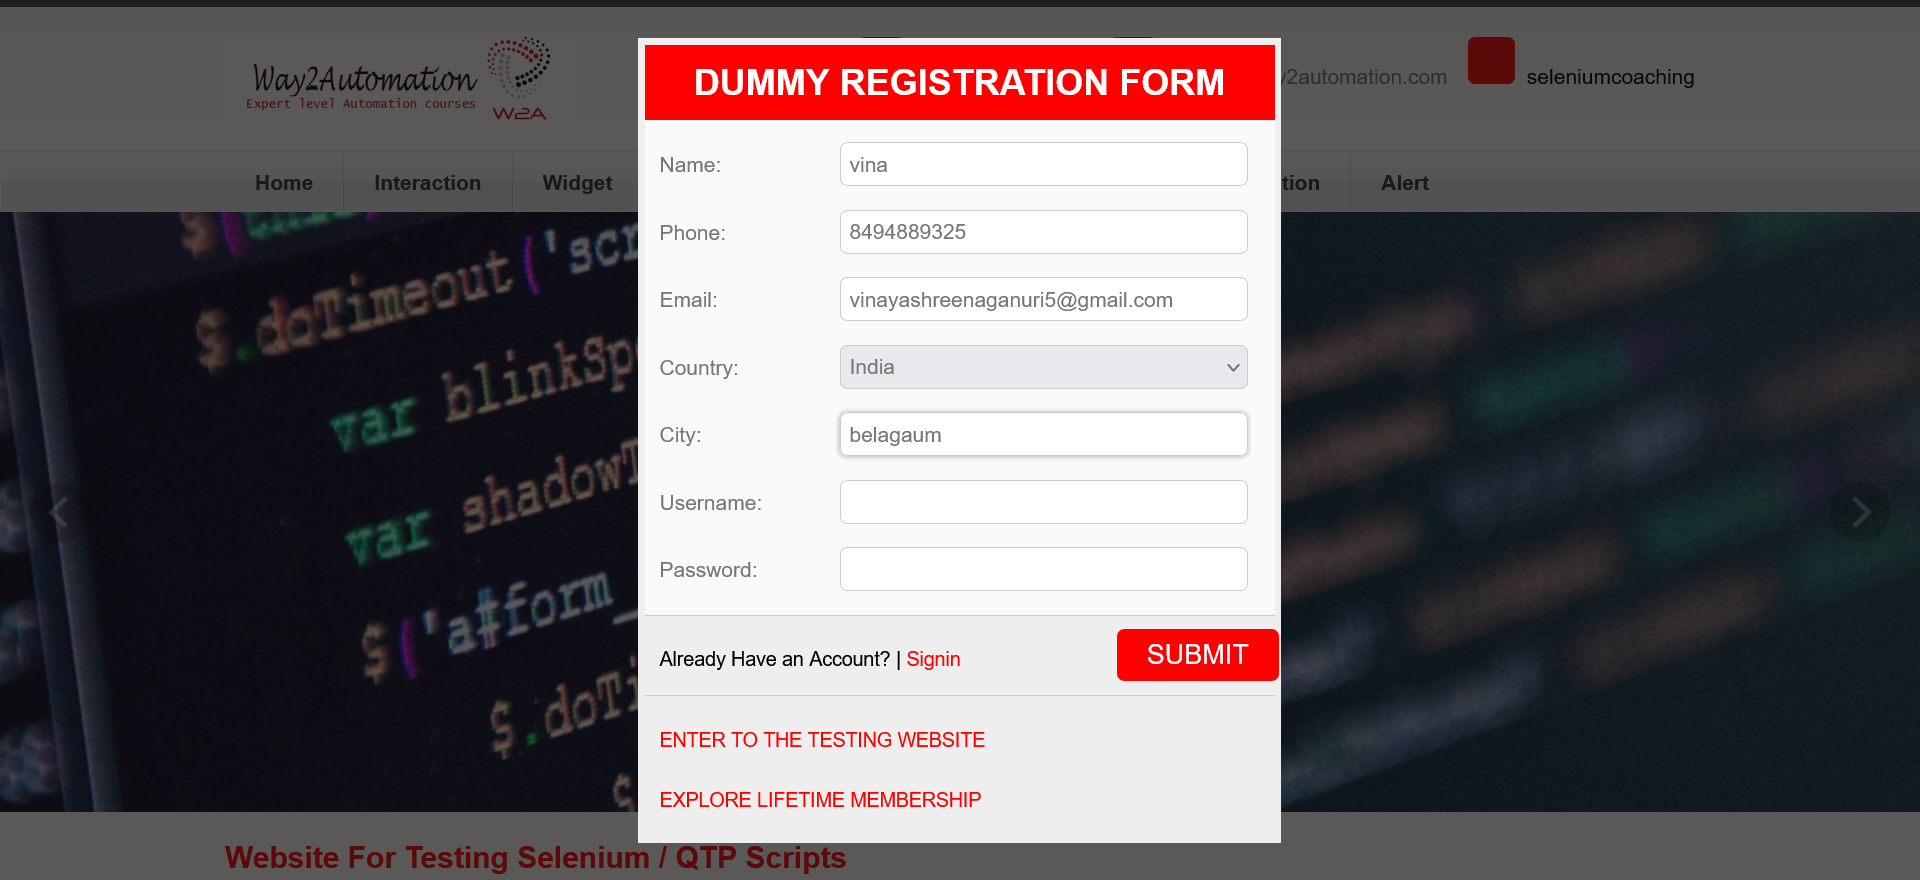 Way2Automation
Expert level Automation courses
W2A
y2automation.com
seleniumcoaching
Home
Interaction
Widget
tion
Alert
DUMMY REGISTRATION FORM
Name: vina
Phone: 8494889325
Email: vinayashreenaganuri5@gmail.com
Country: India
City: belagaum
Username:
Password:
Already Have an Account? | Signin
SUBMIT
ENTER TO THE TESTING WEBSITE
EXPLORE LIFETIME MEMBERSHIP
$.doTimeout('scr
var blinkSp
var shadowT
$('a#form_
$.doTi
Website For Testing Selenium / QTP Scripts